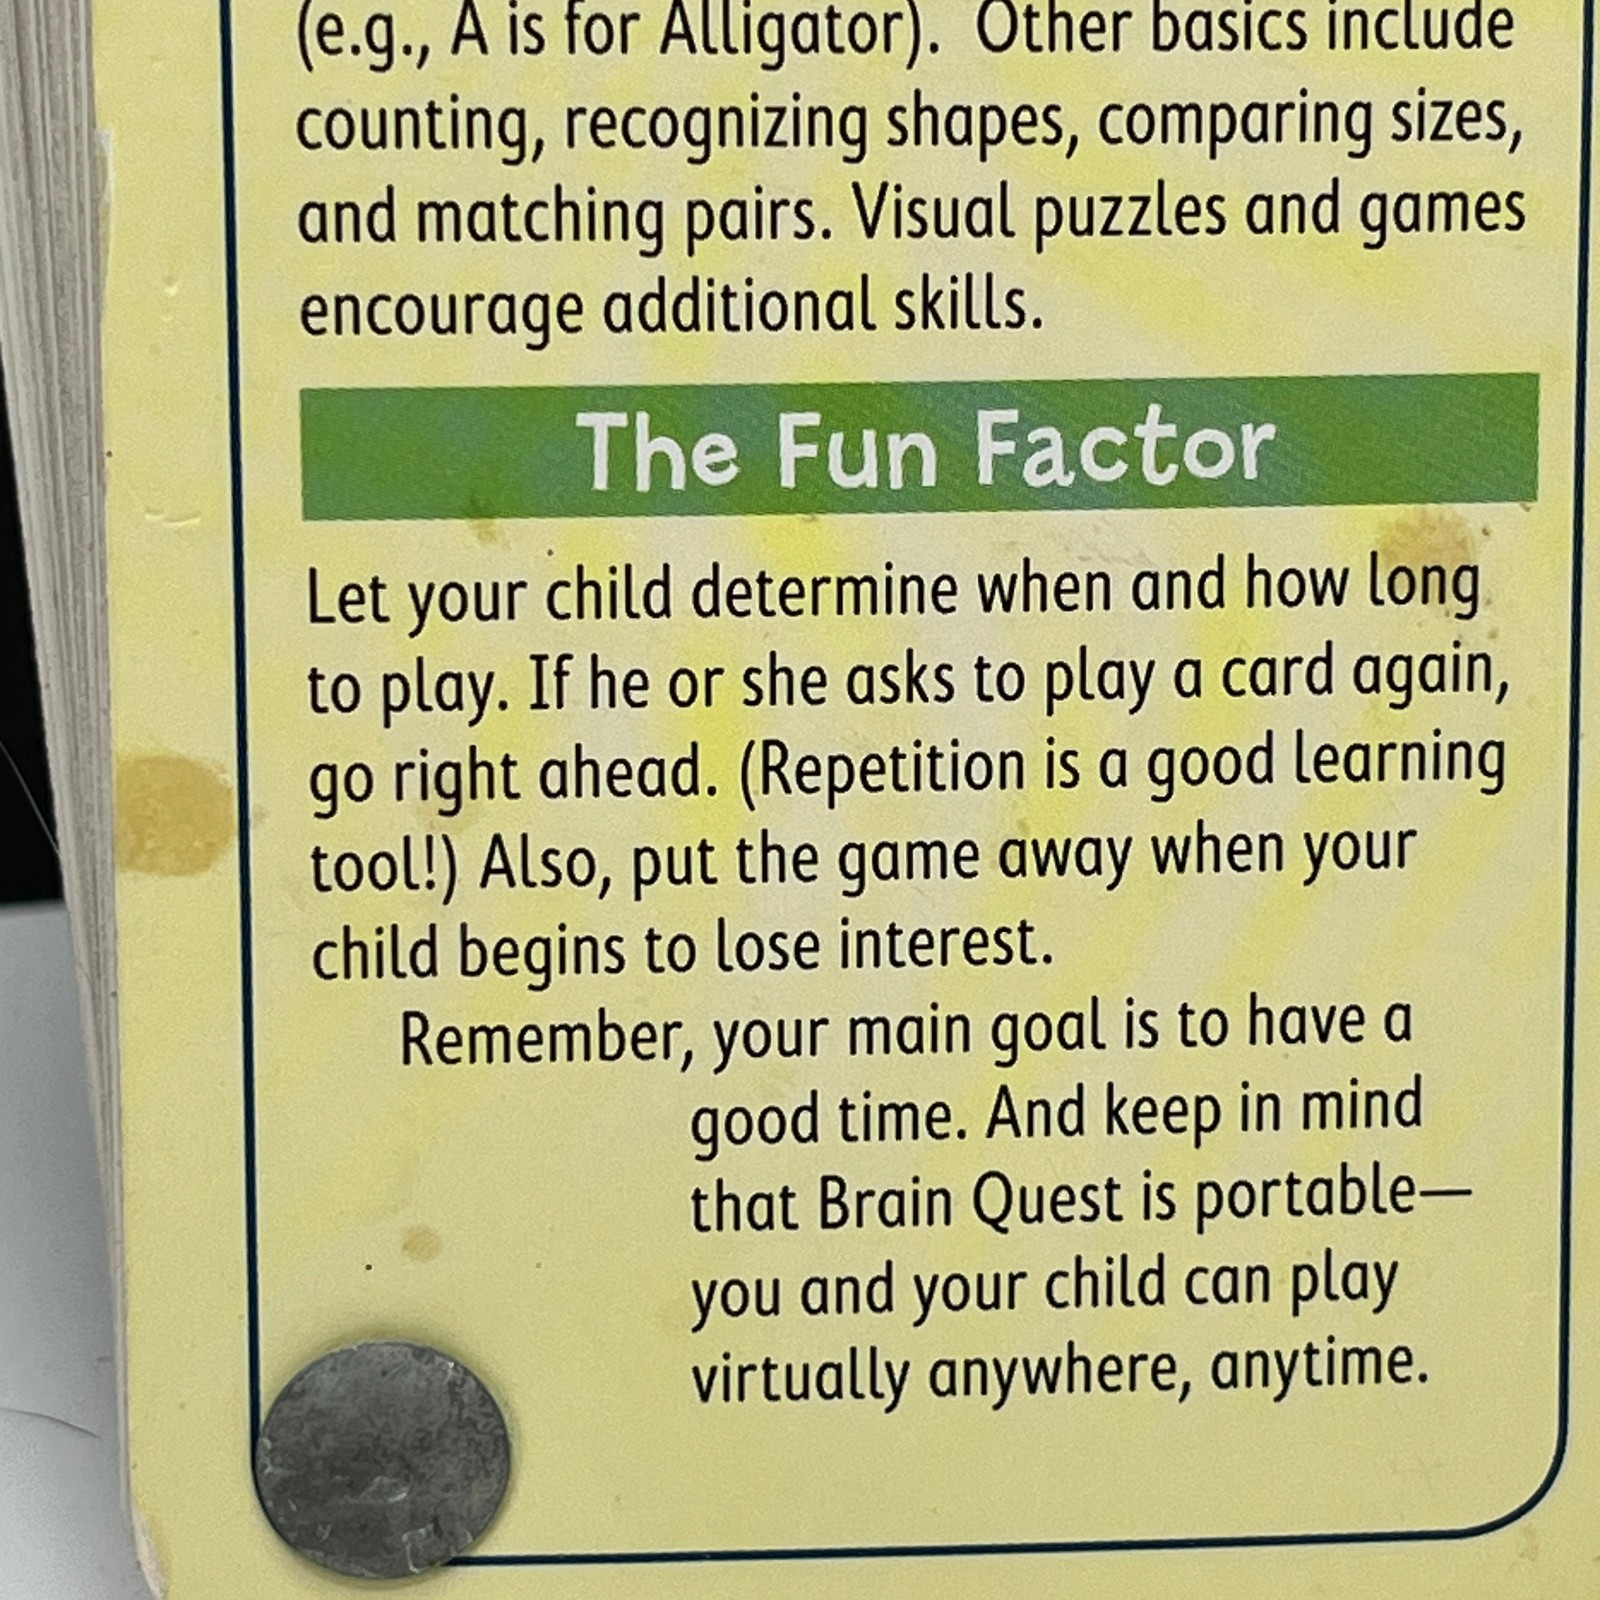 (e.g., A is for Alligator). Other basics include
counting, recognizing shapes, comparing sizes,
and matching pairs. Visual puzzles and games
encourage additional skills.
The Fun Factor
Let your child determine when and how long
to play. If he or she asks to play a card again,
go right ahead. (Repetition is a good learning
tool!) Also, put the game away when your
child begins to lose interest.
Remember, your main goal is to have a
good time. And keep in mind
that Brain Quest is portable—
you and your child can play
virtually anywhere, anytime.